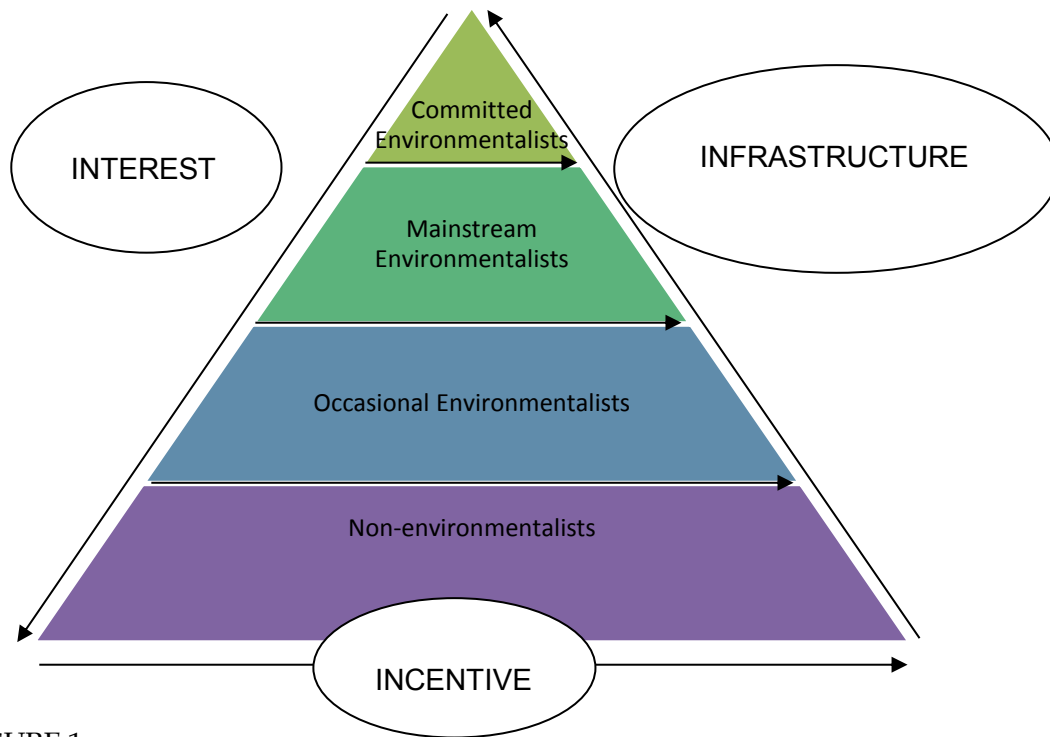 Committed
Environmentalists
INTEREST
INFRASTRUCTURE
Mainstream
Environmentalists
Occasional Environmentalists
Non-environmentalists
INCENTIVE